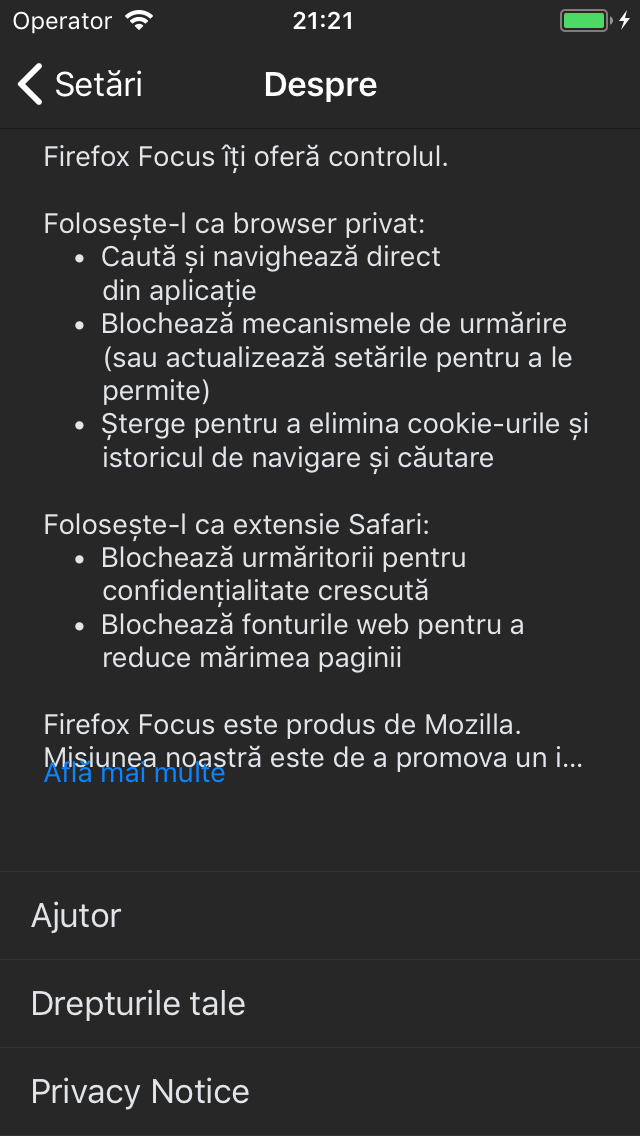 Operator 21:21
Setări Despre
Firefox Focus îți oferă controlul.
Folosește-l ca browser privat:
• Caută și navighează direct
din aplicație
• Blochează mecanismele de urmărire
(sau actualizează setările pentru a le
permite)
• Șterge pentru a elimina cookie-urile și
istoricul de navigare și căutare
Folosește-l ca extensie Safari:
• Blochează urmăritorii pentru
confidențialitate crescută
• Blochează fonturile web pentru a
reduce mărimea paginii
Firefox Focus este produs de Mozilla.
Misiunea noastră este de a promova un i...
Află mai multe
Ajutor
Drepturile tale
Privacy Notice